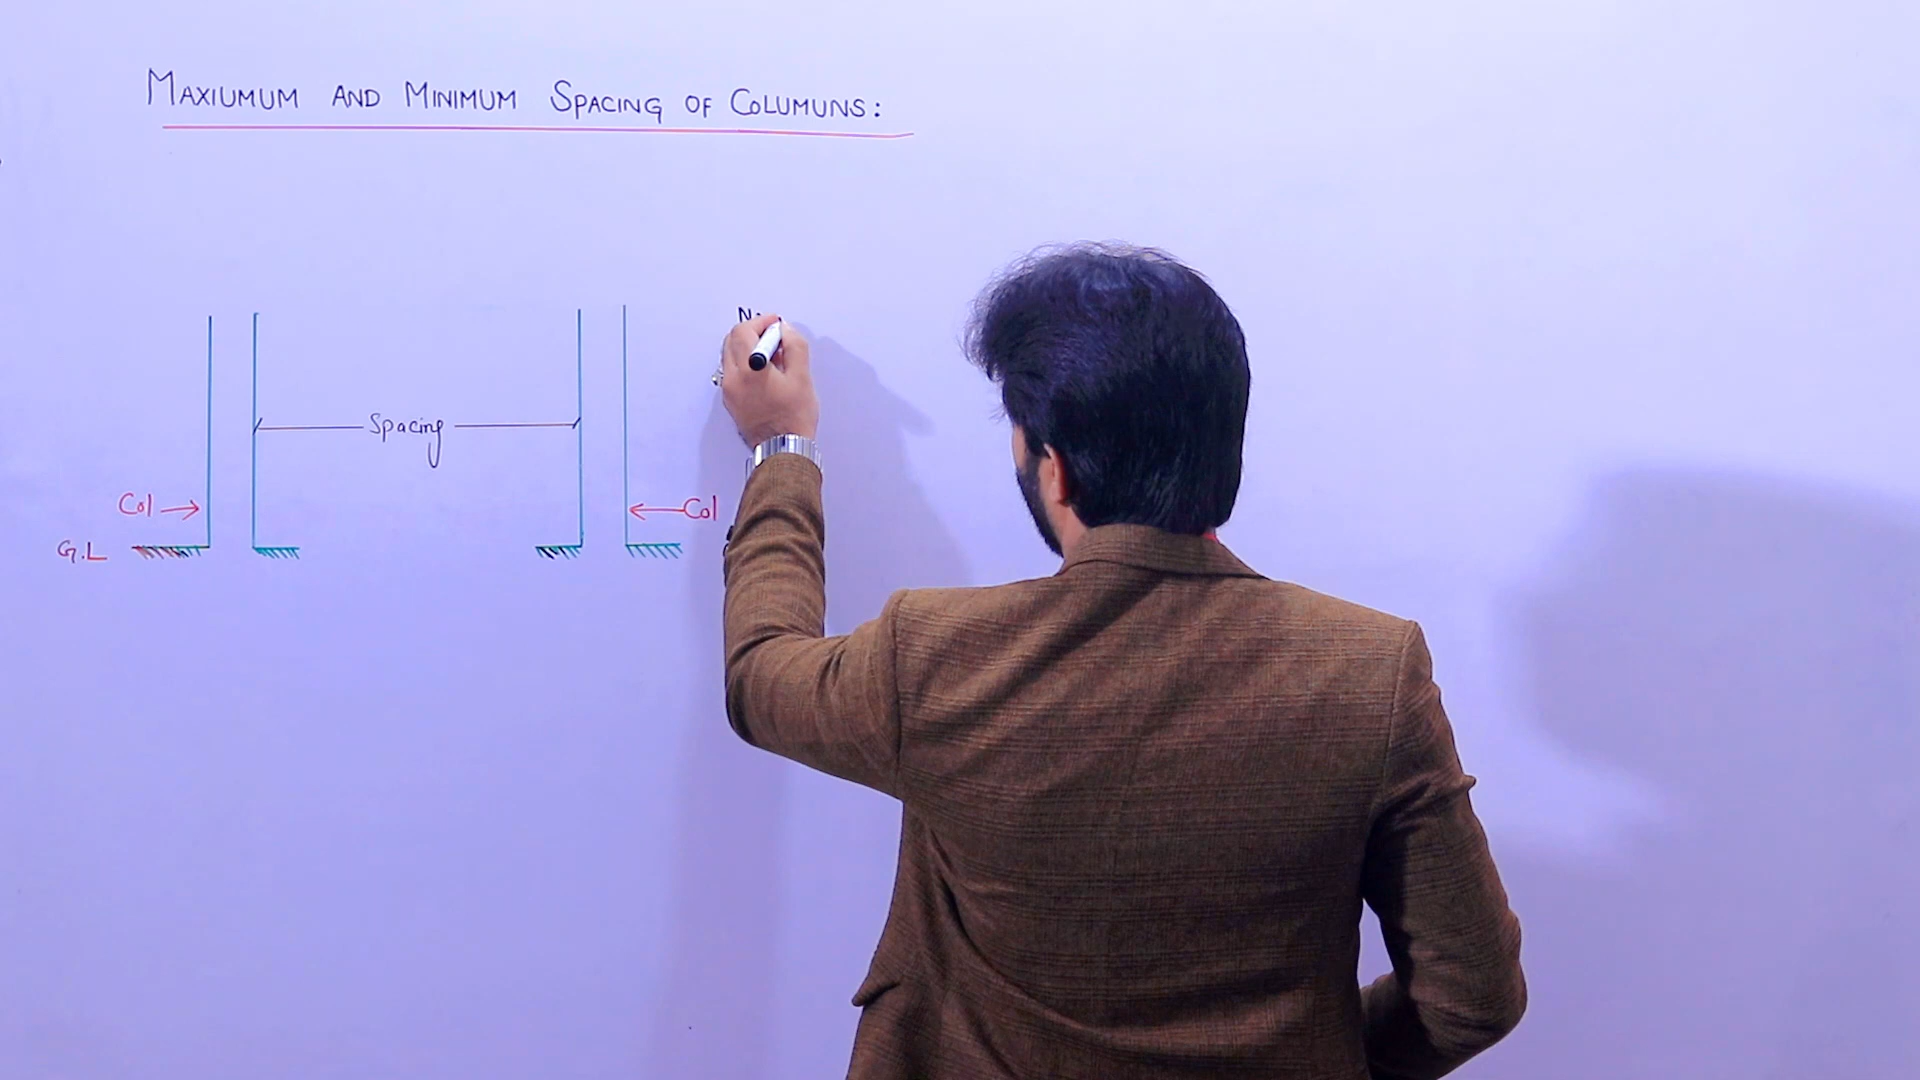 MAXIUMUM AND MINIMUM SPACING OF COLUMUNS:
Spacing
Col
Col
G.L